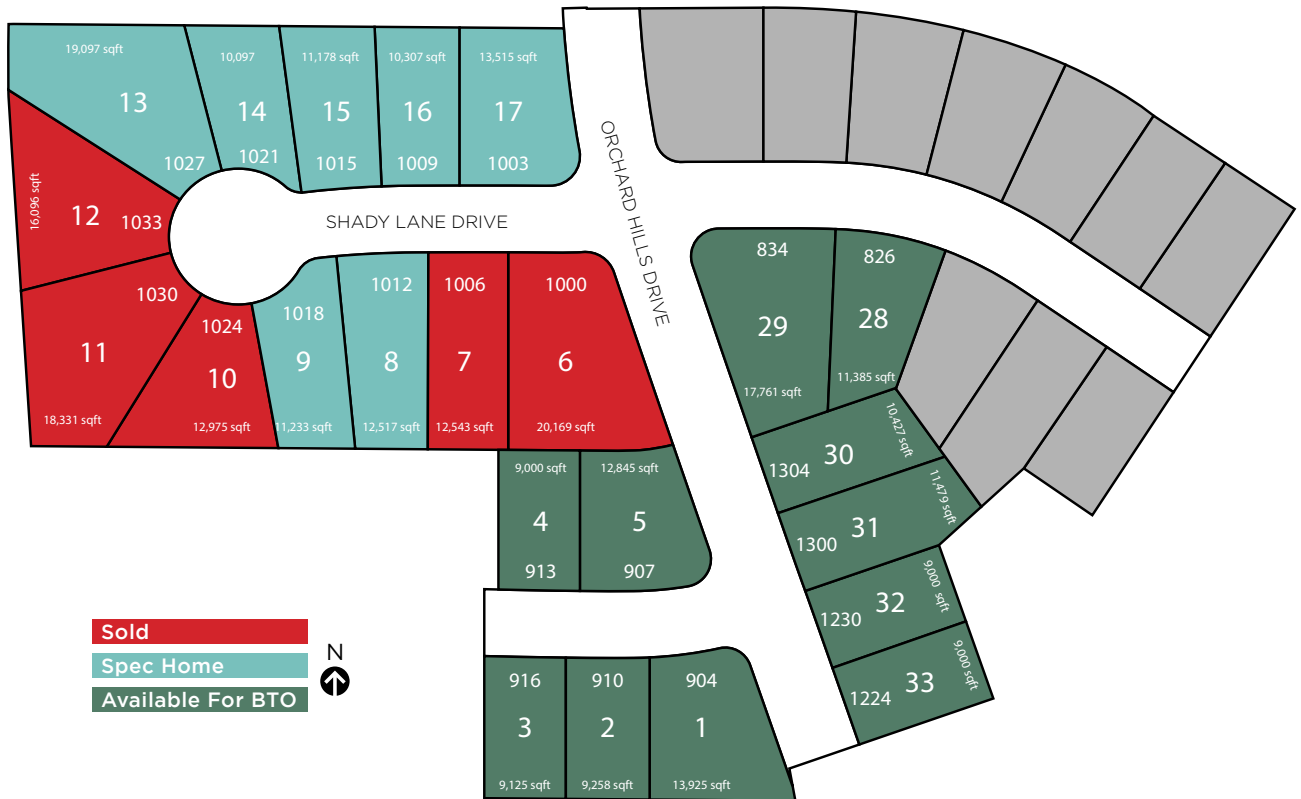 19,097 sqft
13
1027
10,097
14
1021
11,178 sqft
15
1015
10,307 sqft
16
1009
13,515 sqft
17
1003
16,096 sqft
12
1033
SHADY LANE DRIVE
ORCHARD HILLS DRIVE
1030
11
18,331 sqft
1024
10
12,975 sqft
1018
9
11,233 sqft
1012
8
12,517 sqft
1006
7
12,543 sqft
1000
6
20,169 sqft
834
29
17,761 sqft
826
28
11,385 sqft
10,427 sqft
1304
30
11,479 sqft
1300
31
9,000 sqft
1230
32
9,000 sqft
1224
33
9,000 sqft
4
913
12,845 sqft
5
907
916
3
9,125 sqft
910
2
9,258 sqft
904
1
13,925 sqft
Sold
Spec Home
Available For BTO
N